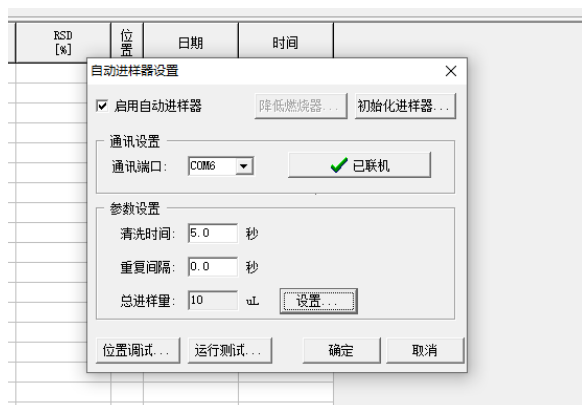 RSD
[%]
位置
日期
时间
自动进样器设置
启用自动进样器
降低燃烧器...
初始化进样器...
通讯设置
通讯端口:
COM6
已联机
参数设置
清洗时间: 5.0 秒
重复间隔: 0.0 秒
总进样量: 10 uL 设置...
位置调试... 运行测试... 确定 取消